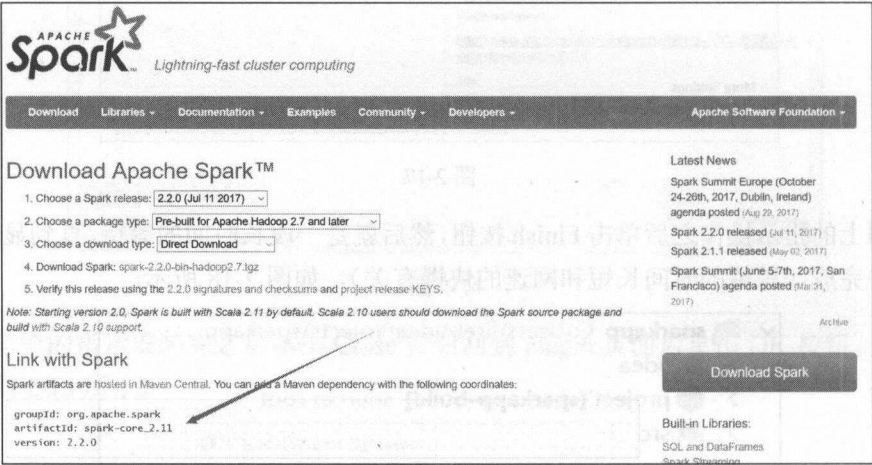 APACHE
Spark™
Lightning-fast cluster computing
Download Libraries Documentation Examples Community Developers Apache Software Foundation
Download Apache Spark™
1. Choose a Spark release: 2.2.0 (Jul 11 2017)
2. Choose a package type: Pre-built for Apache Hadoop 2.7 and later
3. Choose a download type: Direct Download
4. Download Spark: spark-2.2.0-bin-hadoop2.7.tgz
5. Verify this release using the 2.2.0 signatures and checksums and project release KEYS.
Note: Starting version 2.0, Spark is built with Scala 2.11 by default. Scala 2.10 users should download the Spark source package and
build with Scala 2.10 support.
Link with Spark
Spark artifacts are hosted in Maven Central. You can add a Maven dependency with the following coordinates:
groupId: org.apache.spark
artifactId: spark-core_2.11
version: 2.2.0
Latest News
Spark Summit Europe (October
24-26th, 2017, Dublin, Ireland)
agenda posted (Aug 29, 2017)
Spark 2.2.0 released (Jul 11, 2017)
Spark 2.1.1 released (May 02, 2017)
Spark Summit (June 5-7th, 2017, San
Francisco) agenda posted (Mar 31,
2017)
Archive
Download Spark
Built-in Libraries:
SQL and DataFrames
Spark Streaming